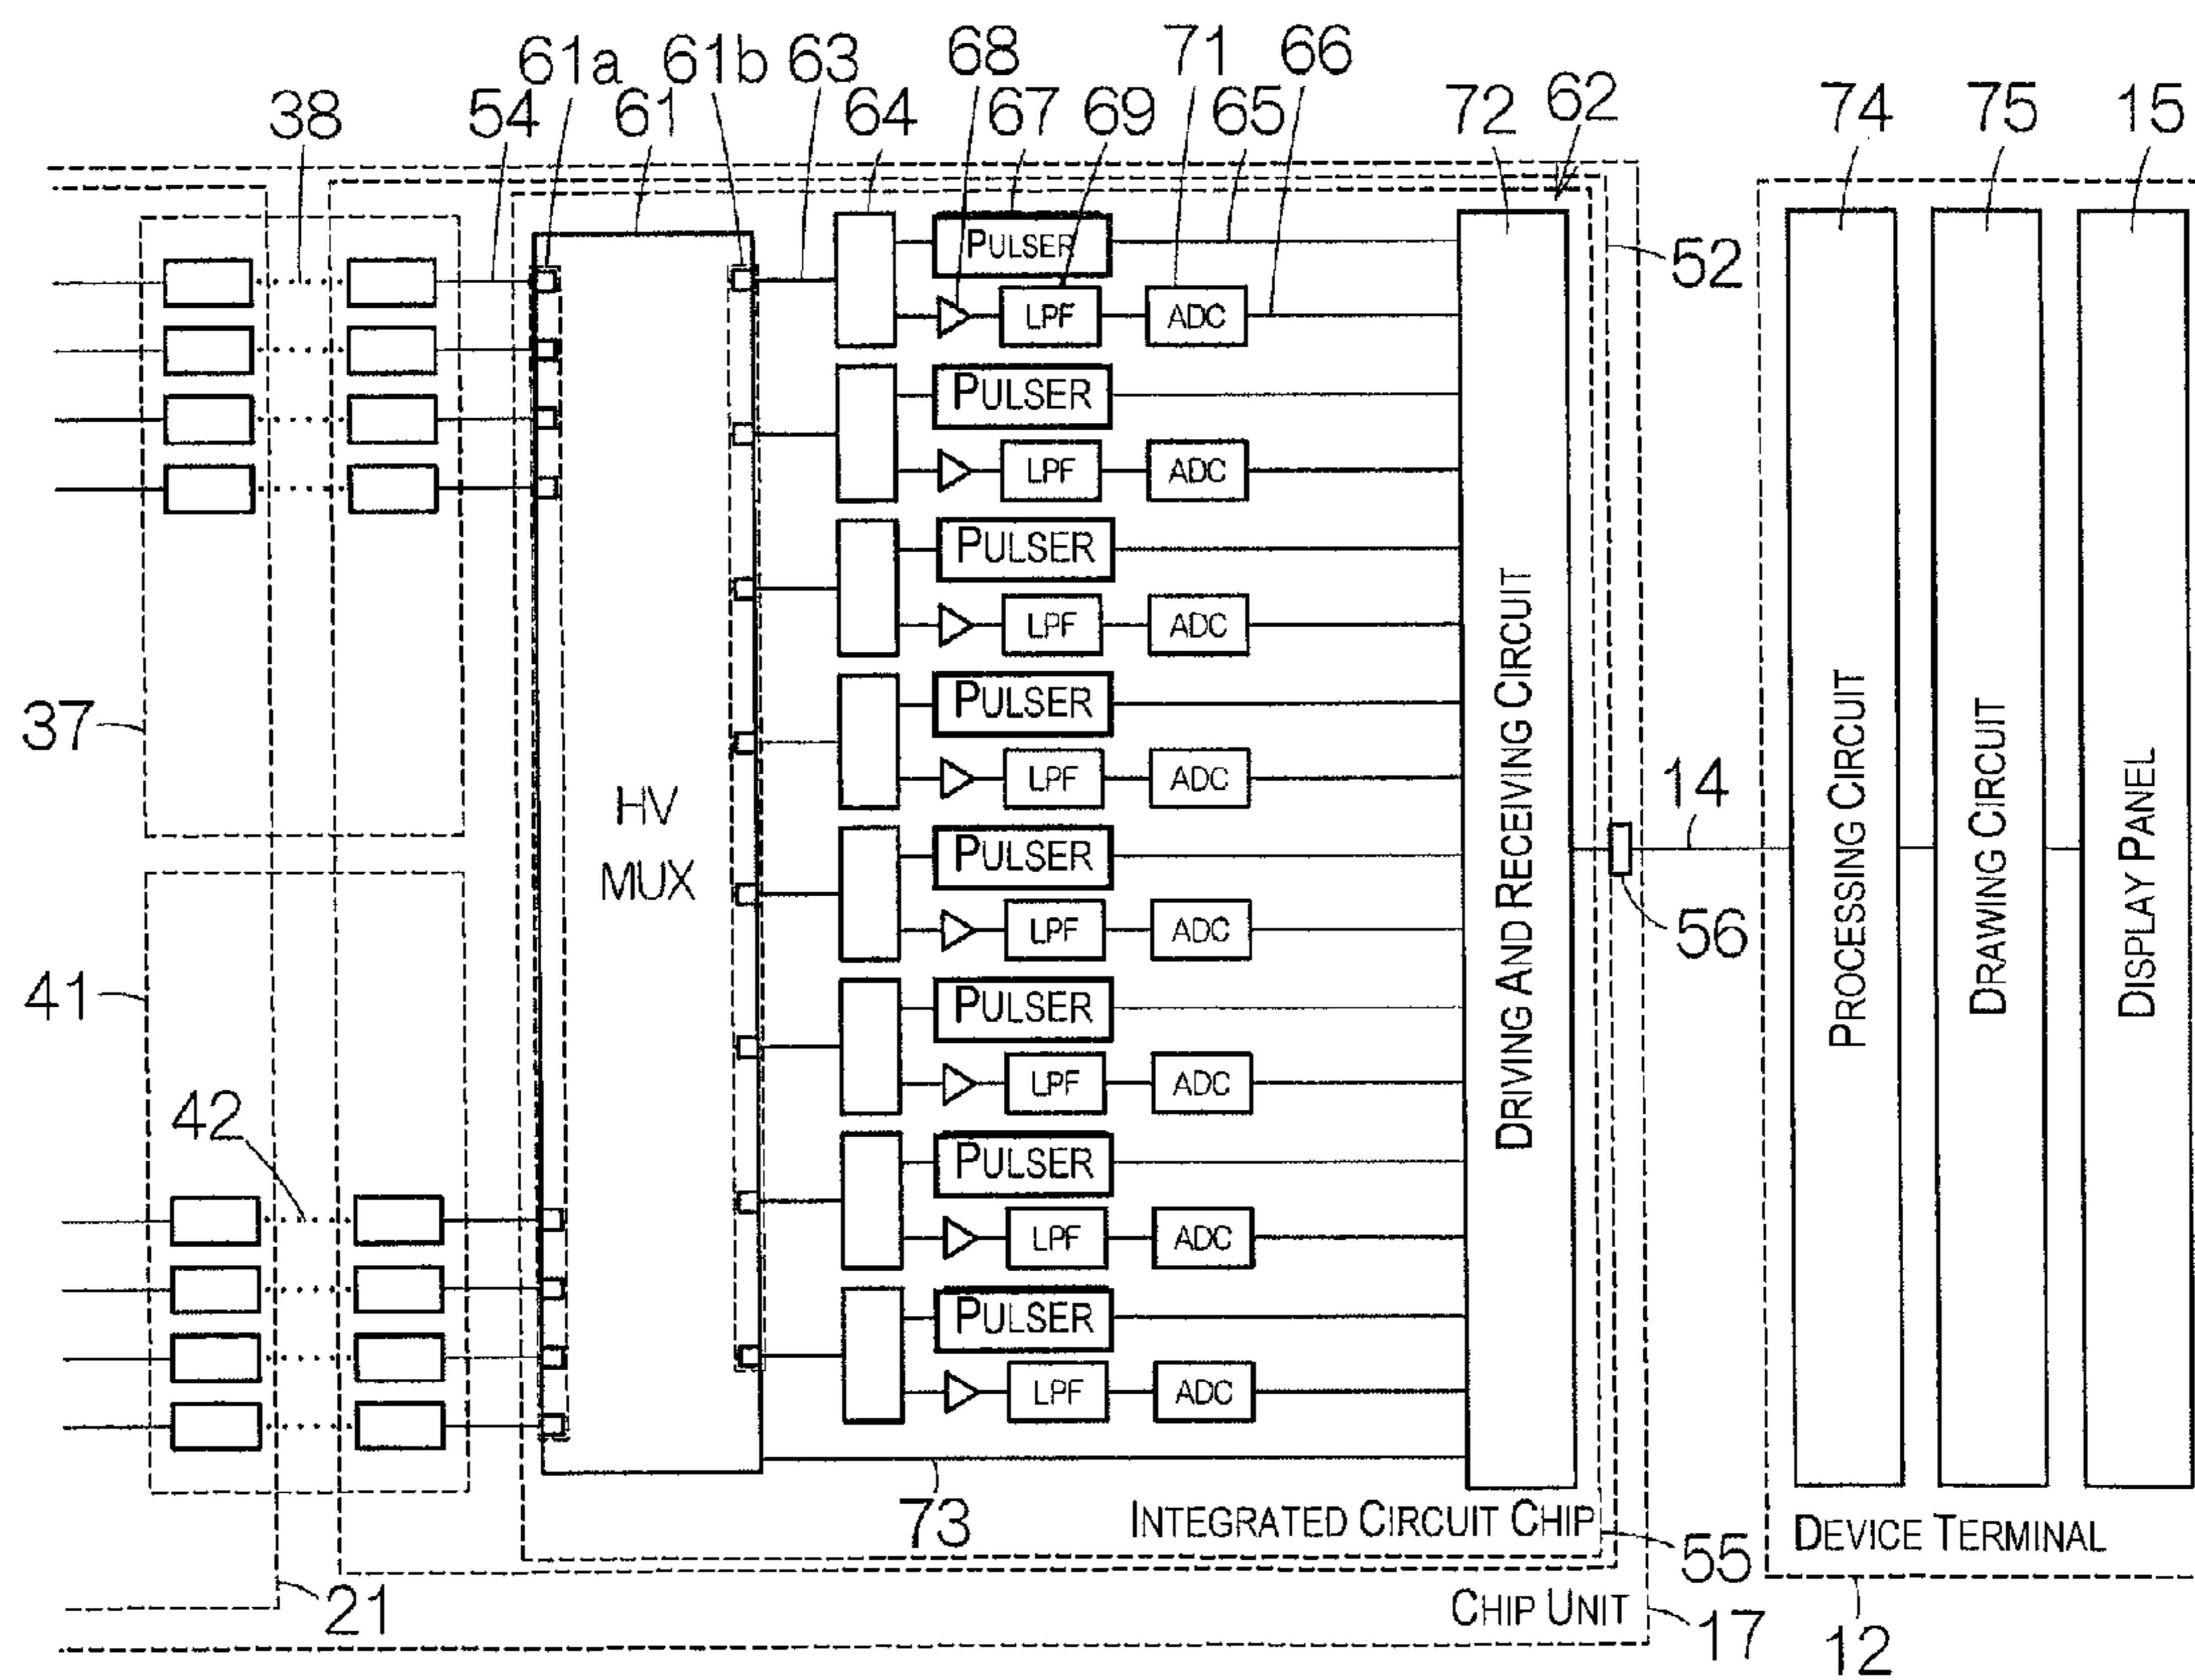 61a 61b 63 68 71 66
38 54 61 64 67 69 65 72 62 74 75 15
PULSER
LPF ADC
52
PULSER
LPF ADC
PULSER
LPF ADC
PULSER
LPF ADC
PULSER
LPF ADC
PULSER
LPF ADC
PULSER
LPF ADC
PULSER
LPF ADC
HV
MUX
DRIVING AND RECEIVING CIRCUIT
PROCESSING CIRCUIT
DRAWING CIRCUIT
DISPLAY PANEL
37
14
56
41
42
73
INTEGRATED CIRCUIT CHIP
55
DEVICE TERMINAL
21
CHIP UNIT
17
12